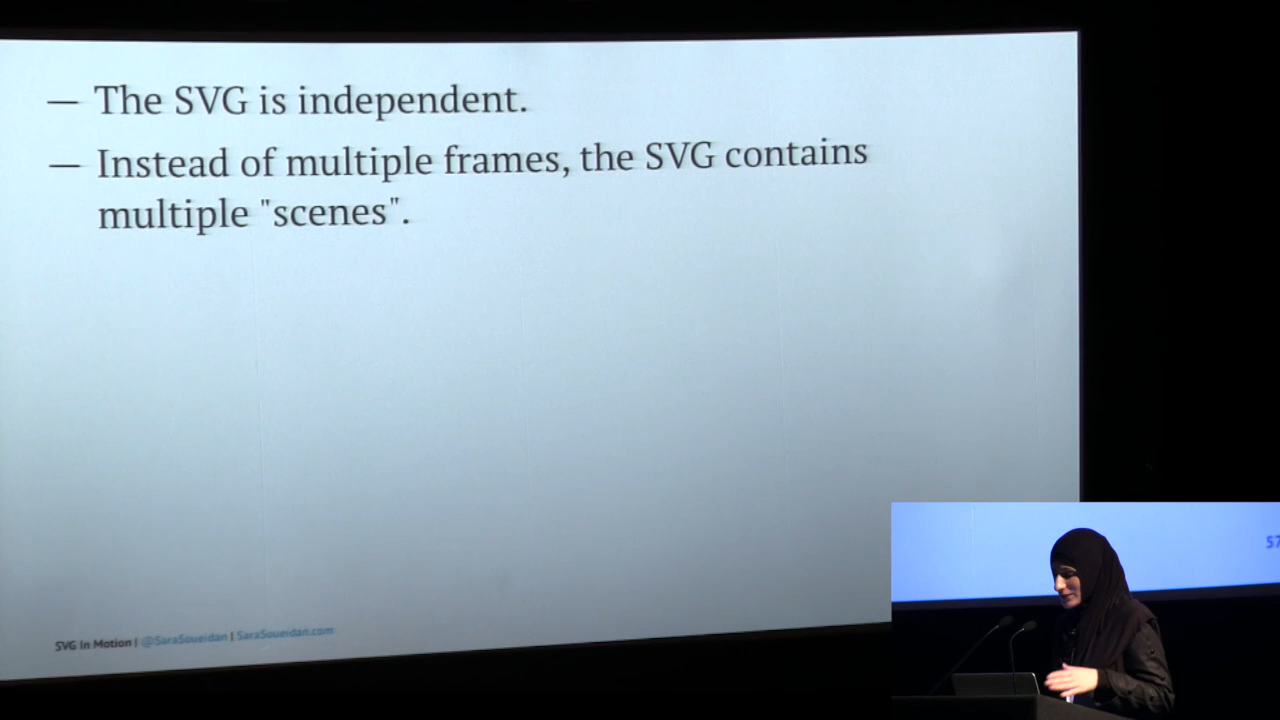 — The SVG is independent.
— Instead of multiple frames, the SVG contains
multiple "scenes".
SVG In Motion | @SaraSoueidan | SaraSoueidan.com
57